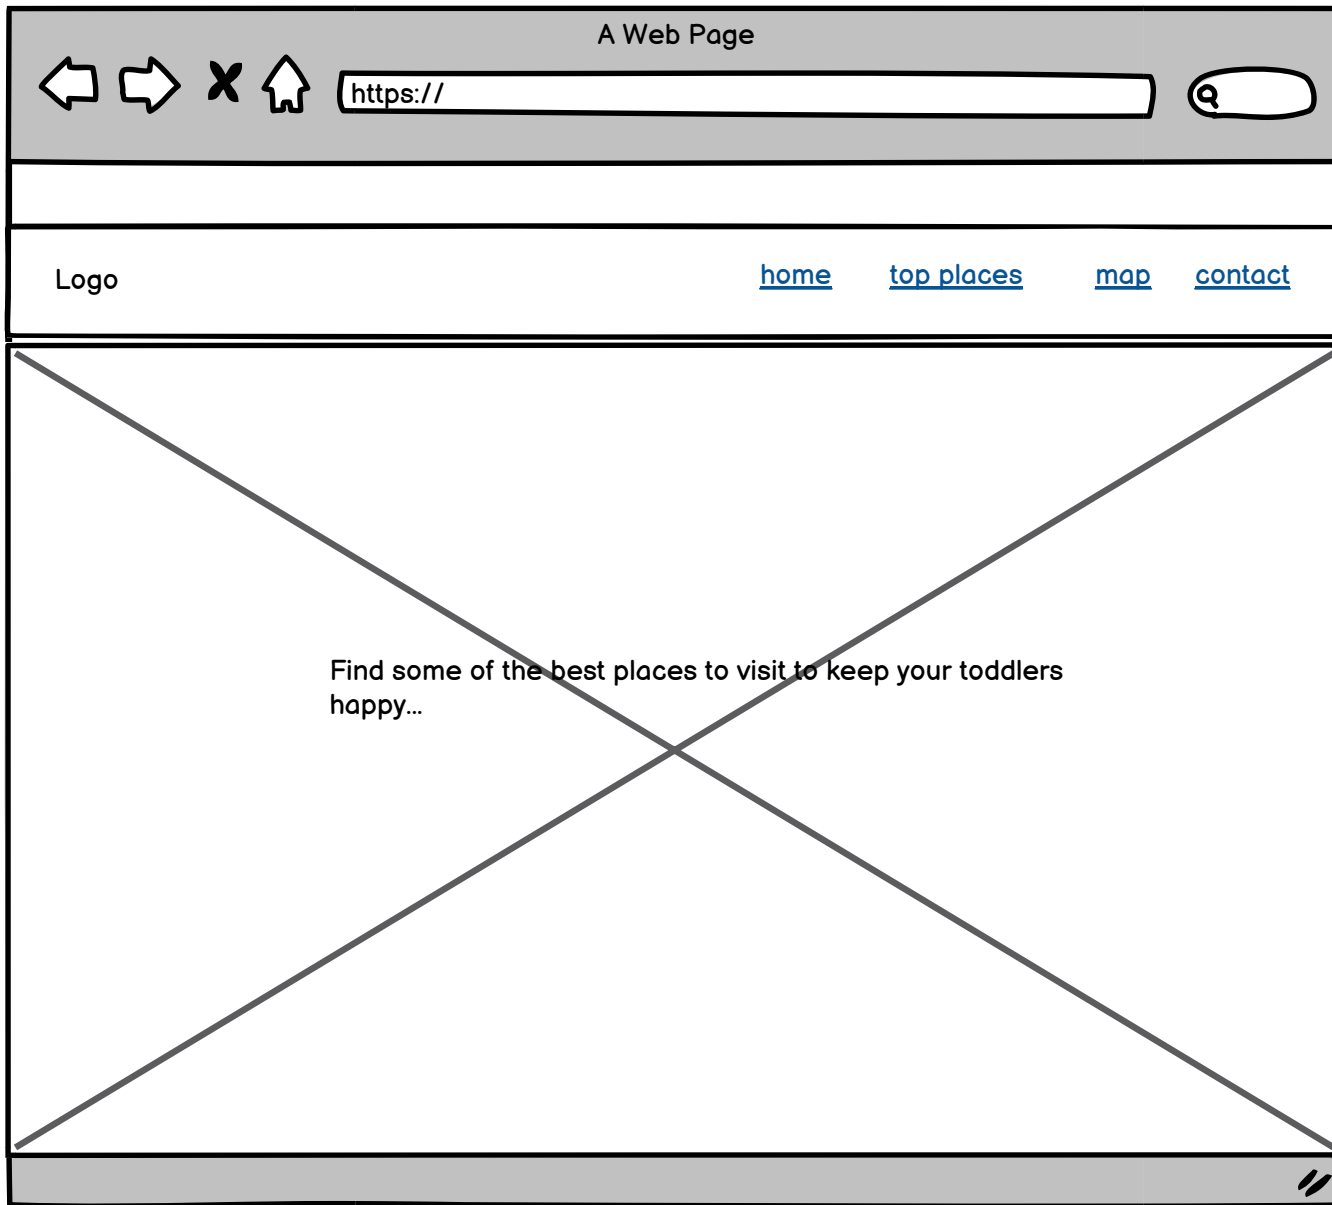 A Web Page
https://
Logo
home
top places
map
contact
Find some of the best places to visit to keep your toddlers
happy...